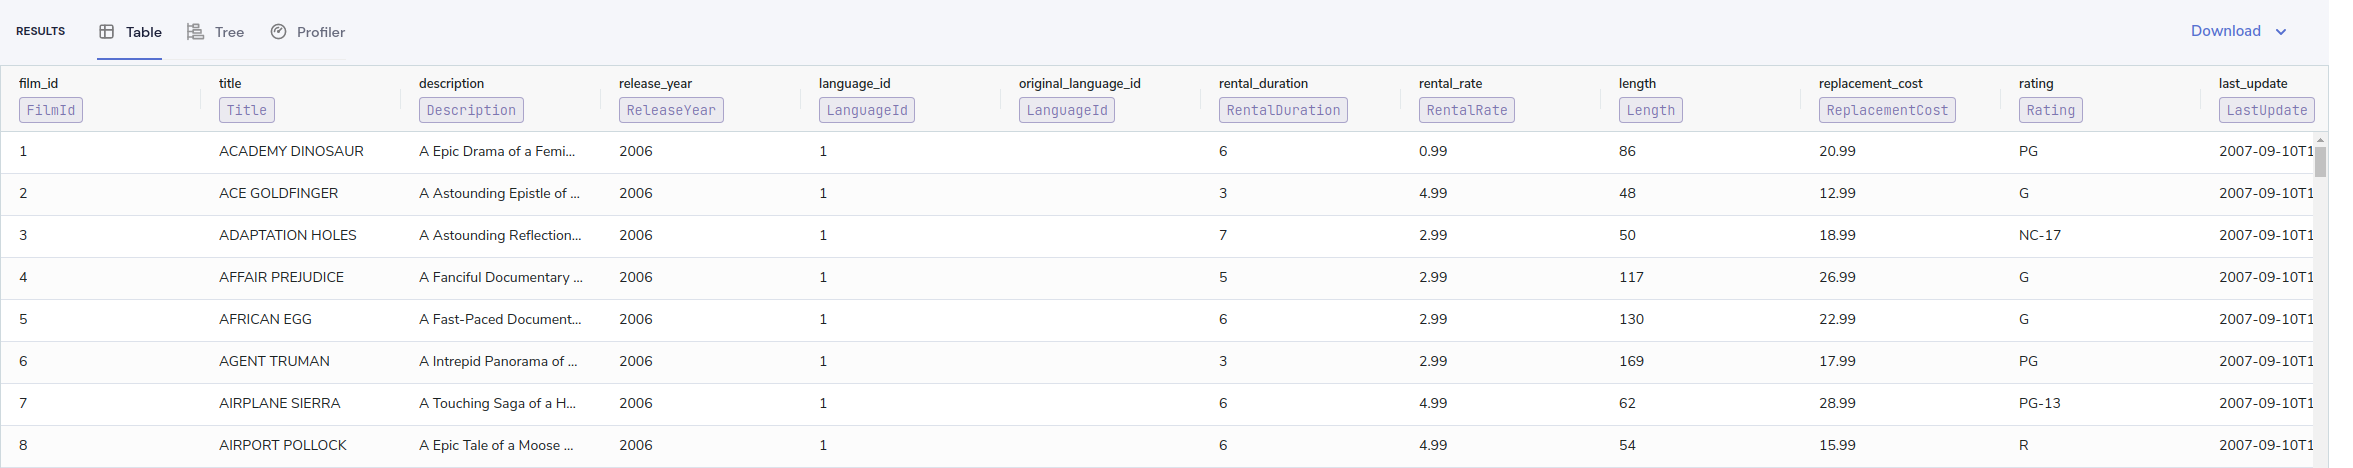 RESULTS Table Tree Profiler Download
film_id title description release_year language_id original_language_id rental_duration rental_rate length replacement_cost rating last_update
FilmId Title Description ReleaseYear LanguageId LanguageId RentalDuration RentalRate Length ReplacementCost Rating LastUpdate
1 ACADEMY DINOSAUR A Epic Drama of a Femi... 2006 1 6 0.99 86 20.99 PG 2007-09-10T1
2 ACE GOLDFINGER A Astounding Epistle of ... 2006 1 3 4.99 48 12.99 G 2007-09-10T1
3 ADAPTATION HOLES A Astounding Reflection... 2006 1 7 2.99 50 18.99 NC-17 2007-09-10T1
4 AFFAIR PREJUDICE A Fanciful Documentary ... 2006 1 5 2.99 117 26.99 G 2007-09-10T1
5 AFRICAN EGG A Fast-Paced Document... 2006 1 6 2.99 130 22.99 G 2007-09-10T1
6 AGENT TRUMAN A Intrepid Panorama of ... 2006 1 3 2.99 169 17.99 PG 2007-09-10T1
7 AIRPLANE SIERRA A Touching Saga of a H... 2006 1 6 4.99 62 28.99 PG-13 2007-09-10T1
8 AIRPORT POLLOCK A Epic Tale of a Moose ... 2006 1 6 4.99 54 15.99 R 2007-09-10T1